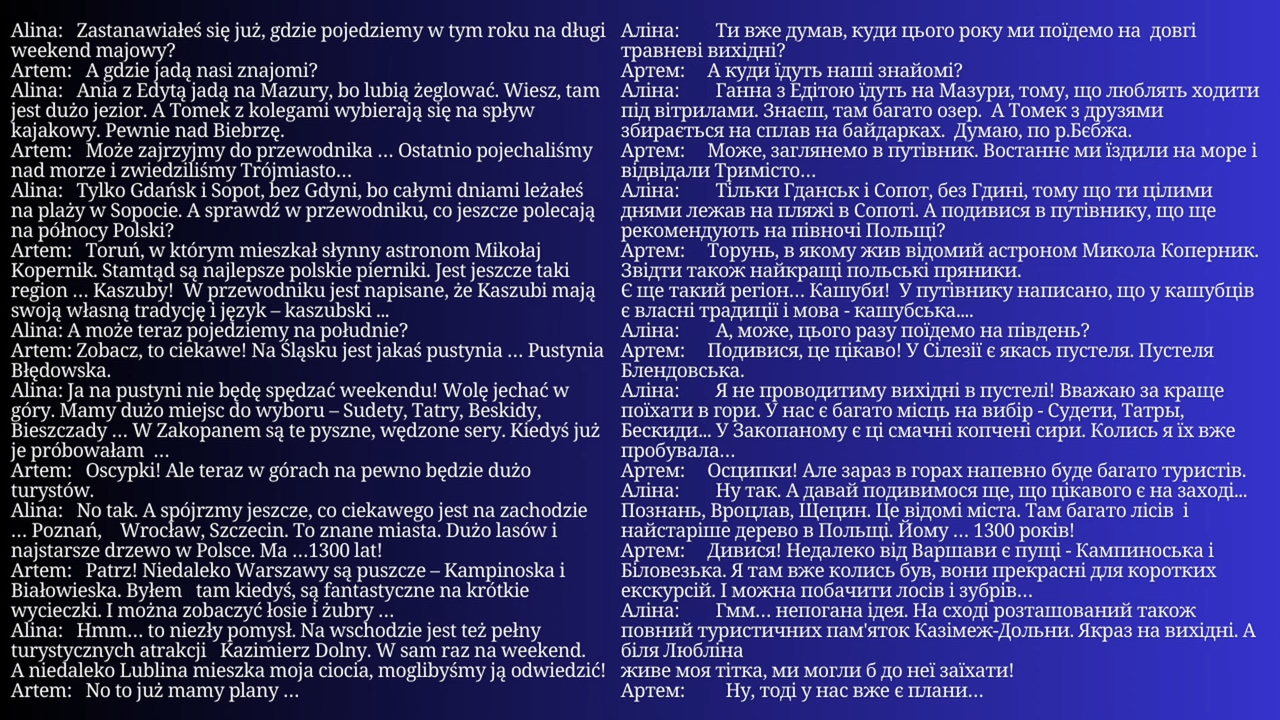 Alina: Zastanawiałeś się już, gdzie pojedziemy w tym roku na długi
weekend majowy?
Artem: A gdzie jadą nasi znajomi?
Alina: Ania z Edytą jadą na Mazury, bo lubią żeglować. Wiesz, tam
jest dużo jezior. A Tomek z kolegami wybierają się na spływ
kajakowy. Pewnie nad Biebrzę.
Artem: Może zajrzyjmy do przewodnika ... Ostatnio pojechaliśmy
nad morze i zwiedziliśmy Trójmiasto...
Alina: Tylko Gdańsk i Sopot, bez Gdyni, bo całymi dniami leżałeś
na plaży w Sopocie. A sprawdź w przewodniku, co jeszcze polecają
na północy Polski?
Artem: Toruń, w którym mieszkał słynny astronom Mikołaj
Kopernik. Stamtąd są najlepsze polskie pierniki. Jest jeszcze taki
region ... Kaszuby! W przewodniku jest napisane, że Kaszubi mają
swoją własną tradycję i język – kaszubski ...
Alina: A może teraz pojedziemy na południe?
Artem: Zobacz, to ciekawe! Na Śląsku jest jakaś pustynia ... Pustynia
Błędowska.
Alina: Ja na pustyni nie będę spędzać weekendu! Wolę jechać w
góry. Mamy dużo miejsc do wyboru – Sudety, Tatry, Beskidy,
Bieszczady ... W Zakopanem są te pyszne, wędzone sery. Kiedyś już
je próbowałam ...
Artem: Oscypki! Ale teraz w górach na pewno będzie dużo
turystów.
Alina: No tak. A spójrzmy jeszcze, co ciekawego jest na zachodzie
... Poznań, Wrocław, Szczecin. To znane miasta. Dużo lasów i
najstarsze drzewo w Polsce. Ma ...1300 lat!
Artem: Patrz! Niedaleko Warszawy są puszcze – Kampinoska i
Białowieska. Byłem tam kiedyś, są fantastyczne na krótkie
wycieczki. I można zobaczyć łosie i żubry ...
Alina: Hmm... to niezły pomysł. Na wschodzie jest też pełny
turystycznych atrakcji Kazimierz Dolny. W sam raz na weekend.
A niedaleko Lublina mieszka moja ciocia, moglibyśmy ją odwiedzić!
Artem: No to już mamy plany ...
Аліна: Ти вже думав, куди цього року ми поїдемо на довгі
травневі вихідні?
Артем: А куди їдуть наші знайомі?
Аліна: Ганна з Едітою їдуть на Мазури, тому, що люблять ходити
під вітрилами. Знаєш, там багато озер. А Томек з друзями
збирається на сплав на байдарках. Думаю, по р.Бєбжа.
Артем: Може, заглянемо в путівник. Востаннє ми їздили на море і
відвідали Тримісто...
Аліна: Тільки Гданськ і Сопот, без Гдині, тому що ти цілими
днями лежав на пляжі в Сопоті. А подивися в путівнику, що ще
рекомендують на півночі Польщі?
Артем: Торунь, в якому жив відомий астроном Микола Коперник.
Звідти також найкращі польські пряники.
Є ще такий регіон... Кашуби! У путівнику написано, що у кашубців
є власні традиції і мова - кашубська....
Аліна: А, може, цього разу поїдемо на південь?
Артем: Подивися, це цікаво! У Сілезії є якась пустеля. Пустеля
Блендовська.
Аліна: Я не проводитиму вихідні в пустелі! Вважаю за краще
поїхати в гори. У нас є багато місць на вибір - Судети, Татры,
Бескиди... У Закопаному є ці смачні копчені сири. Колись я їх вже
пробувала...
Артем: Осципки! Але зараз в горах напевно буде багато туристів.
Аліна: Ну так. А давай подивимося ще, що цікавого є на заході...
Познань, Вроцлав, Щецин. Це відомі міста. Там багато лісів і
найстаріше дерево в Польщі. Йому ... 1300 років!
Артем: Дивися! Недалеко від Варшави є пущі - Кампиноська і
Біловезька. Я там вже колись був, вони прекрасні для коротких
екскурсій. І можна побачити лосів і зубрів...
Аліна: Гмм... непогана ідея. На сході розташований також
повний туристичних пам'яток Казімеж-Дольни. Якраз на вихідні. А
біля Любліна
живе моя тітка, ми могли б до неї заїхати!
Артем: Ну, тоді у нас вже є плани...